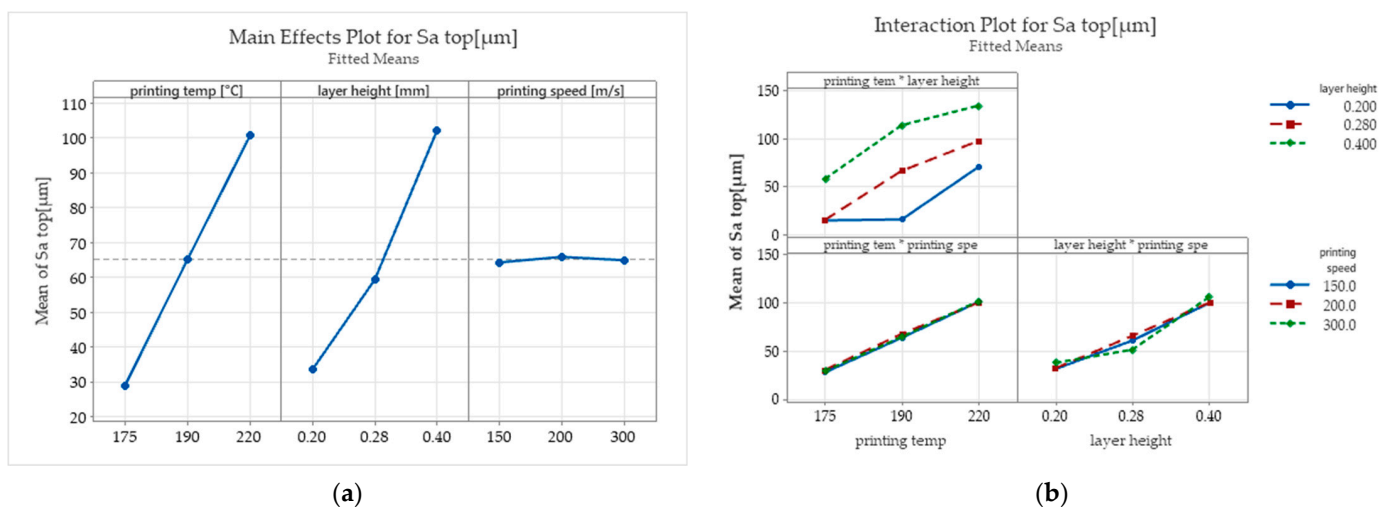 Main Effects Plot for Sa top[µm]
Fitted Means
printing temp [°C] layer height [mm] printing speed [m/s]
Mean of Sa top[µm]
110
100
90
80
70
60
50
40
30
20
175 190 220 0.20 0.28 0.40 150 200 300
(a)
Interaction Plot for Sa top[µm]
Fitted Means
printing tem * layer height
150
100
50
0
layer height
0.200
0.280
0.400
Mean of Sa top[µm]
printing tem * printing spe layer height * printing spe
150
100
50
0
printing
speed
150.0
200.0
300.0
175 190 220 0.20 0.28 0.40
printing temp layer height
(b)